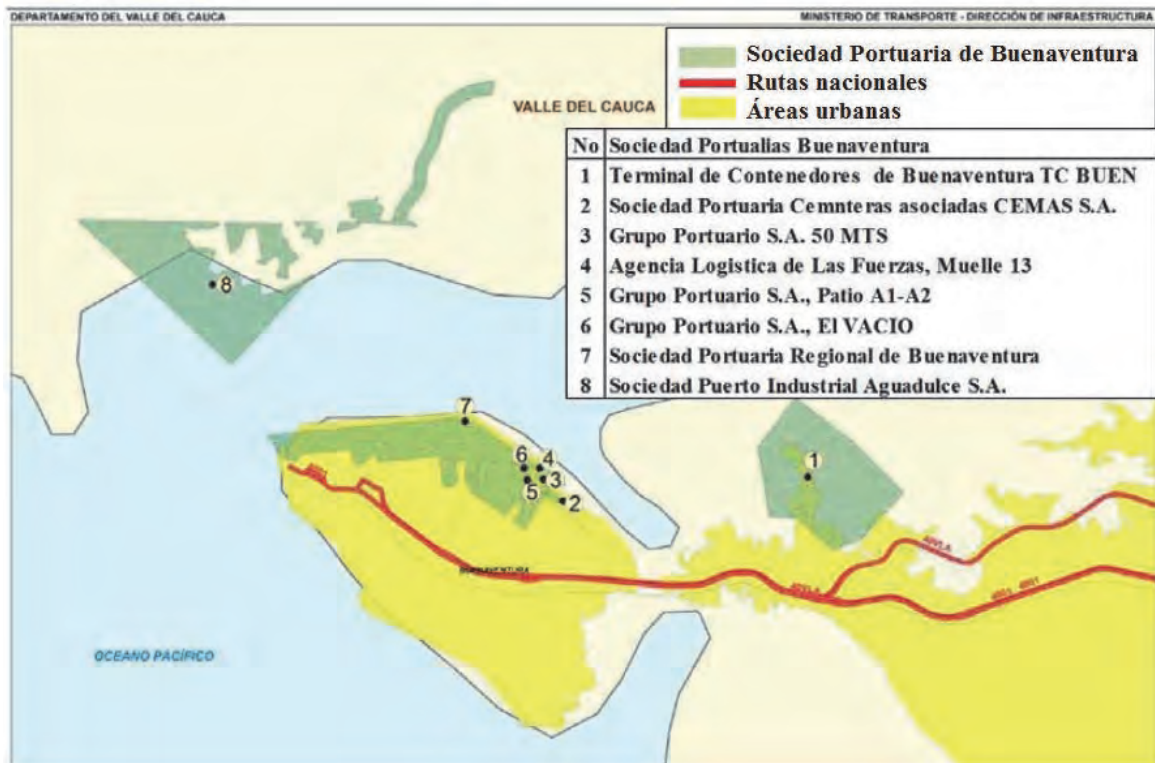 DEPARTAMENTO DEL VALLE DEL CAUCA
MINISTERIO DE TRANSPORTE - DIRECCIÓN DE INFRAESTRUCTURA
Sociedad Portuaria de Buenaventura
Rutas nacionales
Áreas urbanas
VALLE DEL CAUCA
No Sociedad Portualias Buenaventura
1 Terminal de Contenedores de Buenaventura TC BUEN
2 Sociedad Portuaria Cemnteras asociadas CEMAS S.A.
3 Grupo Portuario S.A. 50 MTS
4 Agencia Logistica de Las Fuerzas, Muelle 13
5 Grupo Portuario S.A., Patio A1-A2
6 Grupo Portuario S.A., El VACIO
7 Sociedad Portuaria Regional de Buenaventura
8 Sociedad Puerto Industrial Aguadulce S.A.
8
7
6
4
5
3
2
1
BUENAVENTURA
OCEANO PACÍFICO